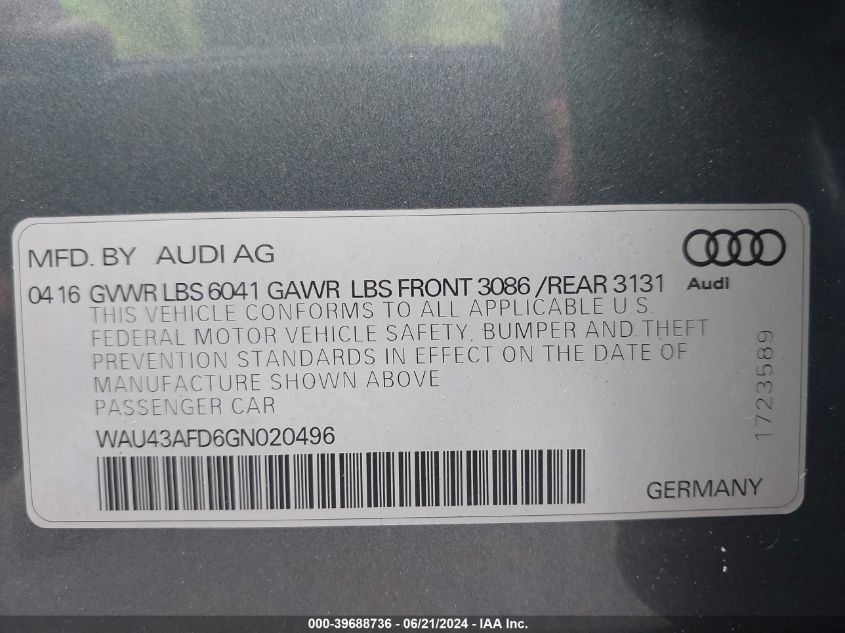 MFD. BY AUDI AG
Audi
04 16 GVWR LBS 6041 GAWR LBS FRONT 3086 /REAR 3131
THIS VEHICLE CONFORMS TO ALL APPLICABLE U.S.
FEDERAL MOTOR VEHICLE SAFETY, BUMPER AND THEFT
PREVENTION STANDARDS IN EFFECT ON THE DATE OF
MANUFACTURE SHOWN ABOVE
PASSENGER CAR
WAU43AFD6GN020496
GERMANY
1723589
000-39688736 - 06/21/2024 - IAA Inc.